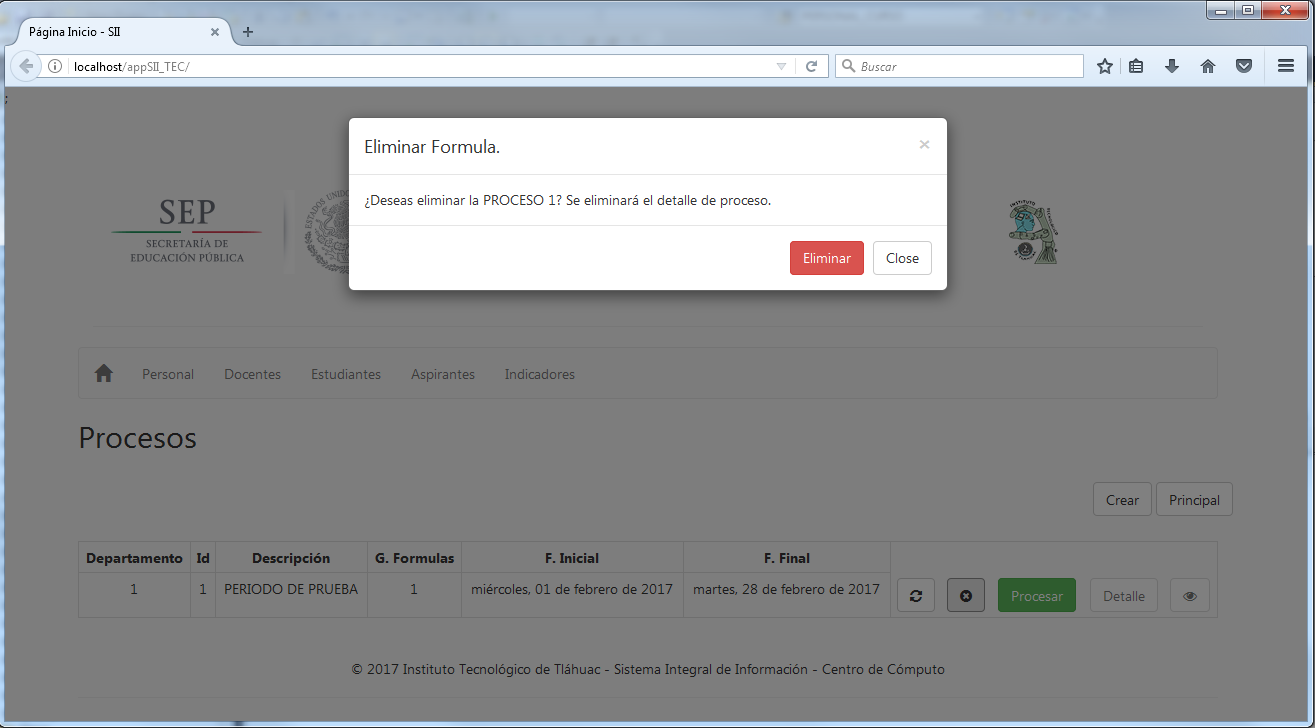 Página Inicio - SII
localhost/appSII_TEC/
Buscar
;
Eliminar Formula.
¿Deseas eliminar la PROCESO 1? Se eliminará el detalle de proceso.
Eliminar Close
SEP
SECRETARÍA DE
EDUCACIÓN PÚBLICA
Personal Docentes Estudiantes Aspirantes Indicadores
Procesos
Crear Principal
Departamento Id Descripción G. Formulas F. Inicial F. Final
1 1 PERIODO DE PRUEBA 1 miércoles, 01 de febrero de 2017 martes, 28 de febrero de 2017 Procesar Detalle
© 2017 Instituto Tecnológico de Tláhuac - Sistema Integral de Información - Centro de Cómputo